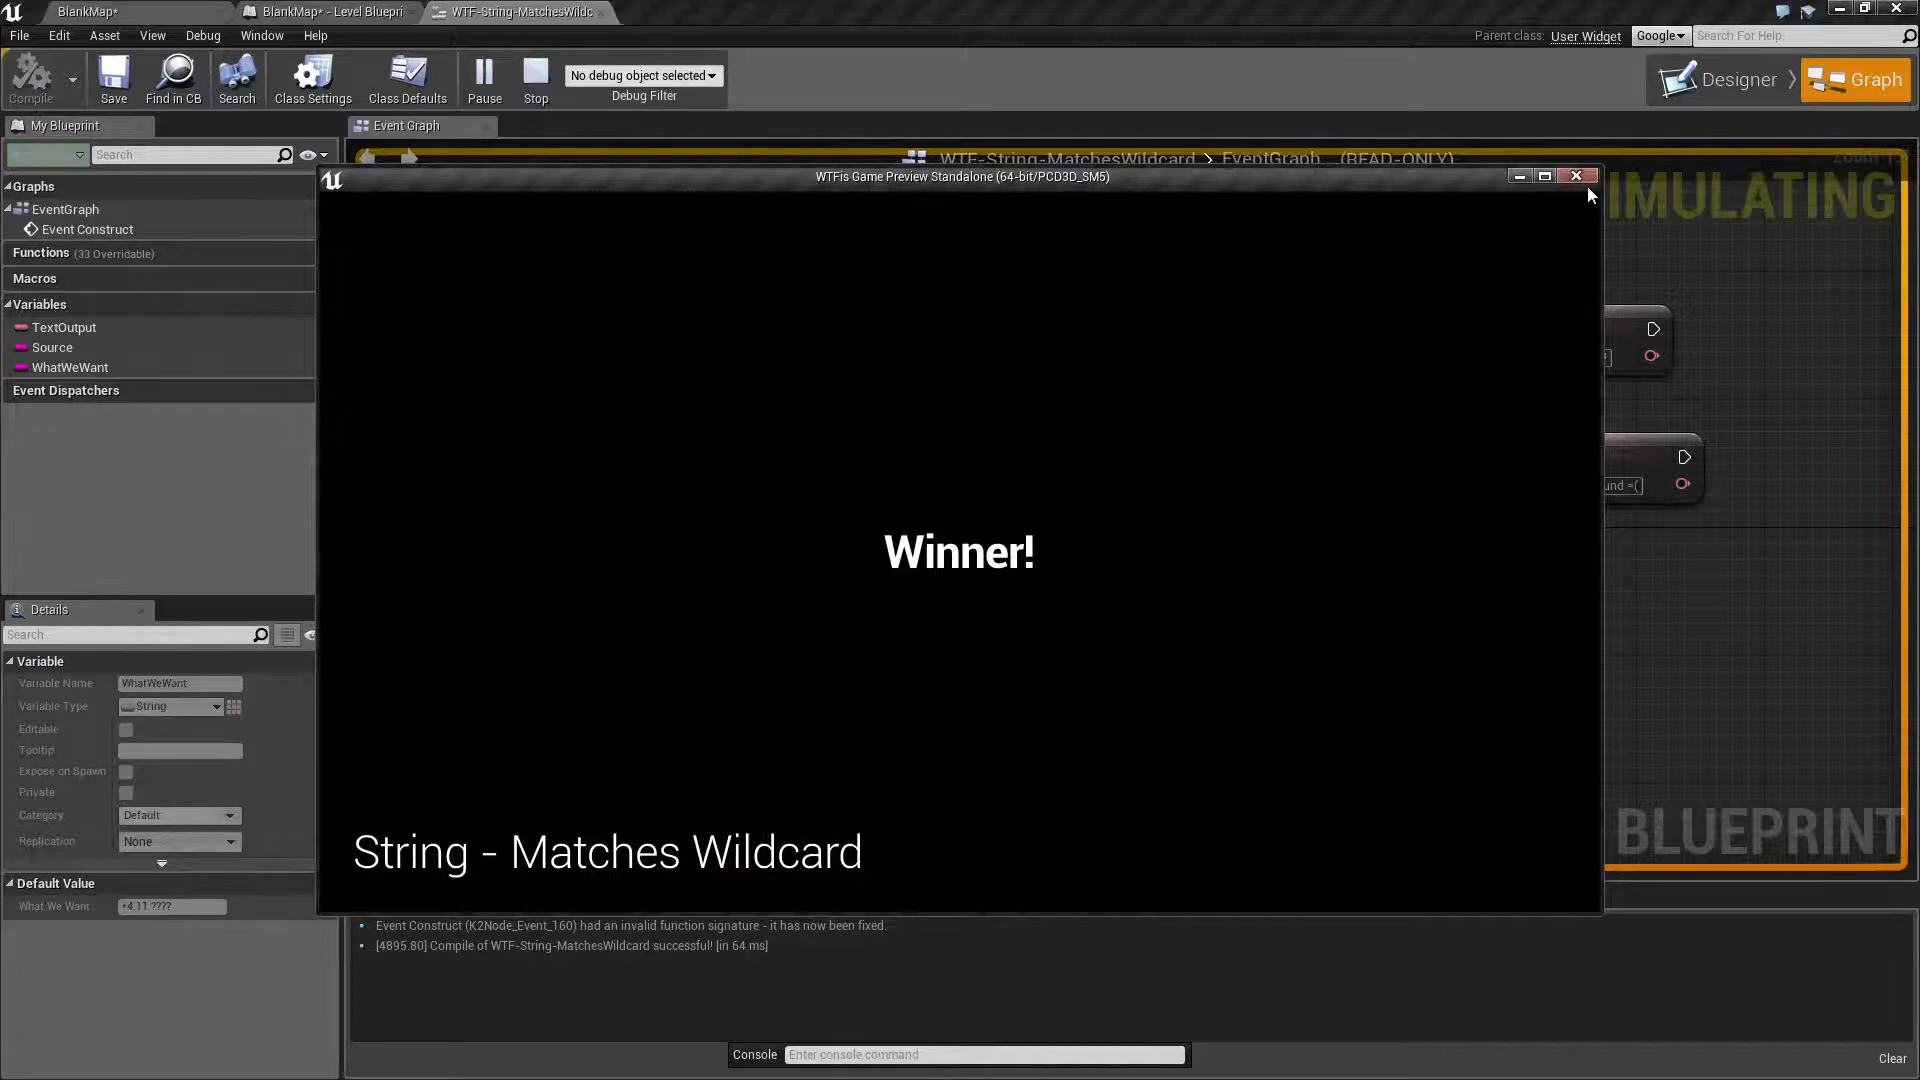 BlankMap*
BlankMap* - Level Bluepri
WTF-String-MatchesWildc
File Edit Asset View Debug Window Help
Parent class: User Widget Google Search For Help
Compile Save Find in CB Search Class Settings Class Defaults Pause Stop
No debug object selected
Debug Filter
Designer Graph
My Blueprint
Event Graph
Search
WTF-String-MatchesWildcard > EventGraph (READ-ONLY)
WTFis Game Preview Standalone (64-bit/PCD3D_SM5)
IMULATING
Graphs
EventGraph
Event Construct
Functions (33 Overridable)
Macros
Variables
TextOutput
Source
WhatWeWant
Event Dispatchers
und =(
Winner!
String - Matches Wildcard
BLUEPRINT
Details
Search
Variable
Variable Name WhatWeWant
Variable Type String
Editable
Tooltip
Expose on Spawn
Private
Category Default
Replication None
Default Value
What We Want *4.11.????
Event Construct (K2Node_Event_160) had an invalid function signature - it has now been fixed.
[4895.80] Compile of WTF-String-MatchesWildcard successful! [in 64 ms]
Console Enter console command
Clear